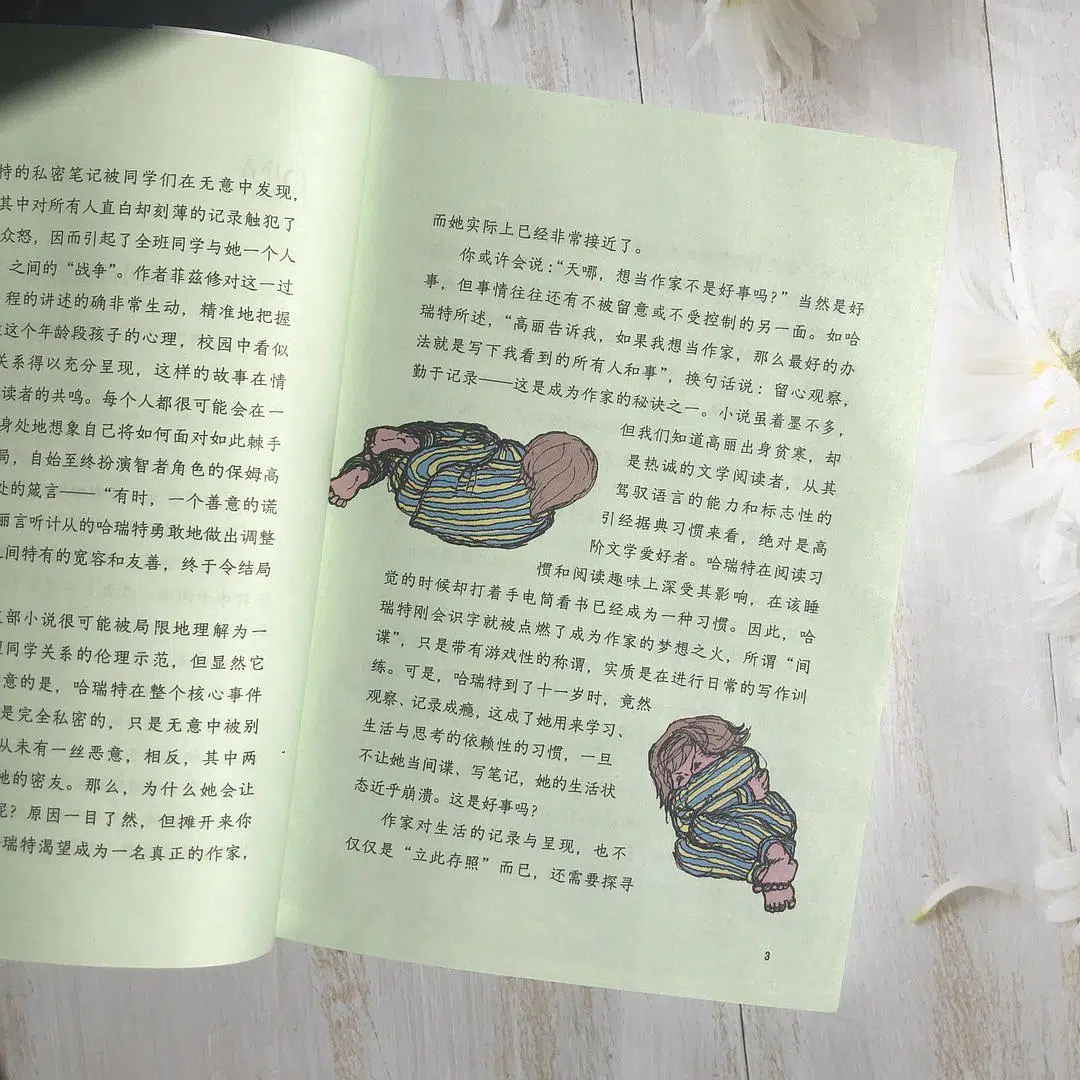 特的私密笔记被同学们在无意中发现，
其中对所有人直白却刻薄的记录触犯了
众怒，因而引起了全班同学与她一个人
之间的“战争”。作者菲兹修对这一过
程的讲述的确非常生动，精准地把握
这个年龄段孩子的心理，校园中看似
关系得以充分呈现，这样的故事在情
读者的共鸣。每个人都很可能会在一
身处地地想象自己将如何面对如此棘手
局，自始至终扮演智者角色的保姆高
处的箴言——“有时，一个善意的谎
丽言听计从的哈瑞特勇敢地做出调整
间特有的宽容和友善，终于令结局
部小说很可能被局限地理解为一
同学关系的伦理示范，但显然它
意的是，哈瑞特在整个核心事件
是完全私密的，只是无意中被别
从未有一丝恶意，相反，其中两
她的密友。那么，为什么她会让
呢？原因一目了然，但摊开来你
瑞特渴望成为一名真正的作家，
而她实际上已经非常接近了。
你或许会说：“天哪，想当作家不是好事吗？”当然是好
事，但事情往往还有不被留意或不受控制的另一面。如哈
瑞特所述，“高丽告诉我，如果我想当作家，那么最好的办
法就是写下我看到的所有人和事”，换句话说：留心观察，
勤于记录——这是成为作家的秘诀之一。小说虽着墨不多，
但我们知道高丽出身贫寒，却
是热诚的文学阅读者，从其
驾驭语言的能力和标志性的
引经据典习惯来看，绝对是高
阶文学爱好者。哈瑞特在阅读习
惯和阅读趣味上深受其影响，在该睡
觉的时候却打着手电筒看书已经成为一种习惯。因此，哈
瑞特刚会识字就被点燃了成为作家的梦想之火，所谓“间
谍”，只是带有游戏性的称谓，实质是在进行日常的写作训
练。可是，哈瑞特到了十一岁时，竟然
观察、记录成瘾，这成了她用来学习、
生活与思考的依赖性的习惯，一旦
不让她当间谍、写笔记，她的生活状
态近乎崩溃。这是好事吗？
作家对生活的记录与呈现，也不
仅仅是“立此存照”而已，还需要探寻
3